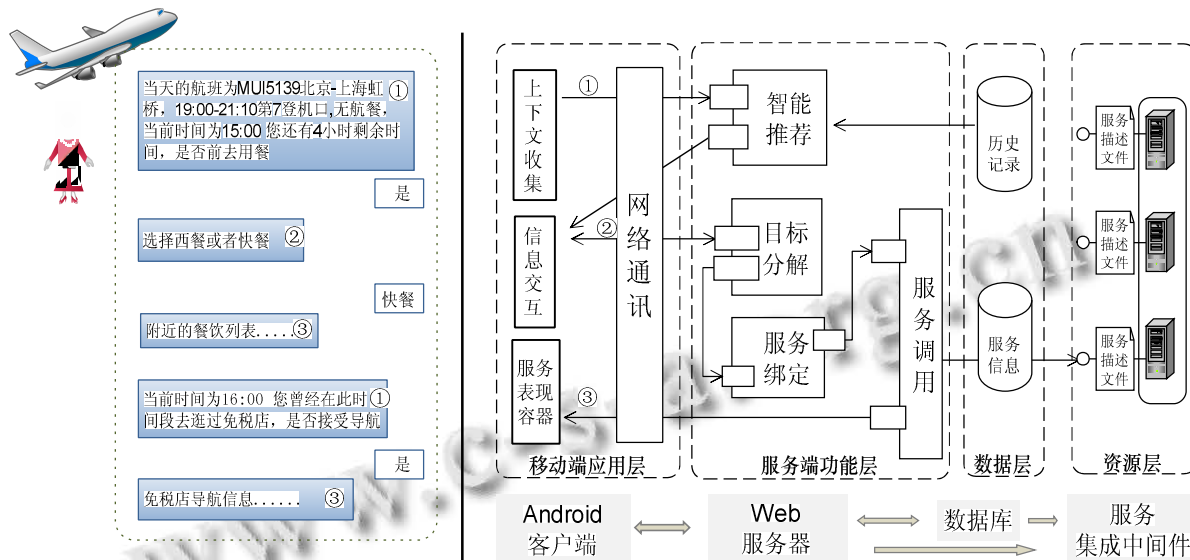 当天的航班为MUI5139北京-上海虹 ①
桥，19:00-21:10第7登机口,无航餐，
当前时间为15:00 您还有4小时剩余时
间，是否前去用餐
是
选择西餐或者快餐 ②
快餐
附近的餐饮列表.....③
当前时间为16:00 您曾经在此时 ①
间段去逛过免税店，是否接受导航
是
免税店导航信息...... ③
上下文收集
信息交互
服务
表现
容器
网络通讯
①
②
③
移动端应用层
智能
推荐
目标
分解
服务
绑定
服务调用
服务端功能层
历史
记录
服务
信息
数据层
服务
描述
文件
服务
描述
文件
服务
描述
文件
资源层
Android
客户端
Web
服务器
数据库
服务
集成中间件